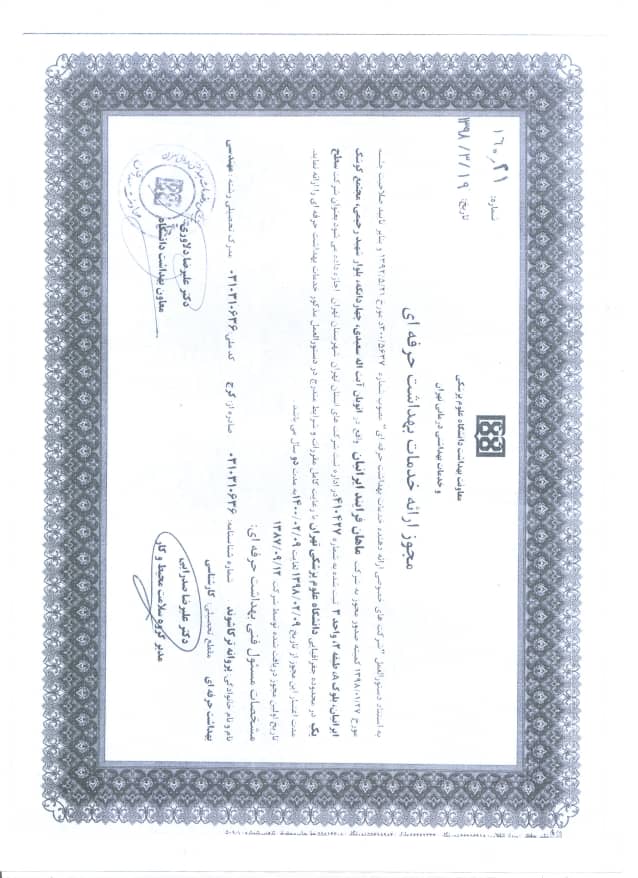 شماره: ۱۶۰٫۲۱
تاریخ: ۱۳۹۸/۳/۱۹
معاونت بهداشت دانشگاه علوم پزشکی
و خدمات بهداشتی درمانی تهران
مجوز ارائه خدمات بهداشت حرفه ای
به استناد دستورالعمل "شرکت های خصوصی ارائه دهنده خدمات بهداشت حرفه ای" مصوب شماره ۳۰۰/۵۶۳۷د مورخ ۱۳۹۲/۵/۲۱ و بنابر تایید صلاحیت جلسه
مورخ ۱۳۹۸/۰۱/۲۷ کمیته صدور مجوز به شرکت ماهان فرایند ایرانیان واقع در اتوبان آیت اله سعیدی، چهاردانگه، بلوار شهید رحیمی، مجتمع کوشک
ایرانیان، بلوک A، طبقه ۲، واحد ۳ ثبت شده به شماره ۴۱۰۴۲۷در اداره ثبت شرکت های استان تهران شهرستان تهران اجازه داده می شود بعنوان شرکت سطح
یک در محدوده جغرافیایی دانشگاه علوم پزشکی تهران با رعایت کامل مقررات و شرایط مندرج در دستورالعمل مذکور خدمات بهداشت حرفه ای را ارائه نماید.
مدت اعتبار این مجوز از تاریخ ۱۳۹۸/۰۲/۰۹ لغایت ۱۴۰۰/۰۲/۰۹به مدت دو سال می باشد .
تاریخ اولین مجوز دریافت شده توسط شرکت ۱۳۸۷/۰۹/۱۲
مشخصات مسئول فنی بهداشت حرفه ای:
نام و نام خانوادگی: پروانه ترکاشوند شماره شناسنامه: ۰۳۱۰۳۱۰۶۳۶ صادره از: کرج کد ملی: ۰۳۱۰۳۱۰۶۳۶ مدرک تحصیلی رشته : مهندسی
بهداشت حرفه ای مقطع تحصیلی: کارشناسی
دکتر علیرضا صدرایی
مدیر گروه سلامت محیط و کار
دکتر علیرضا دلاوری
معاون بهداشت دانشگاه